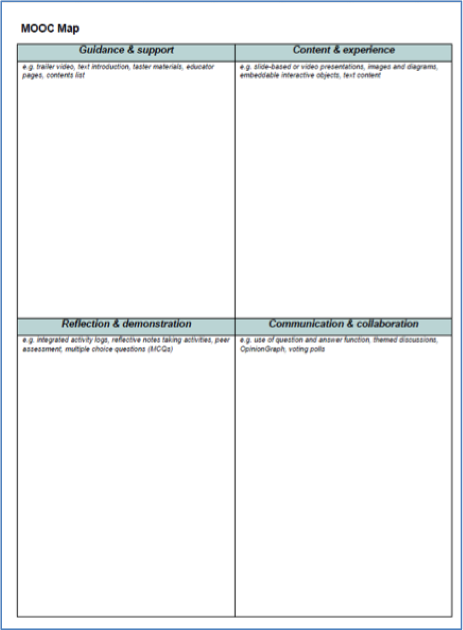 MOOC Map
Guidance & support
e.g. trailer video, text introduction, taster materials, educator
pages, contents list
Content & experience
e.g. slide-based or video presentations, images and diagrams,
embeddable interactive objects, text content
Reflection & demonstration
e.g. integrated activity logs, reflective notes taking activities, peer
assessment, multiple choice questions (MCQs)
Communication & collaboration
e.g. use of question and answer function, themed discussions,
OpinionGraph, voting polls